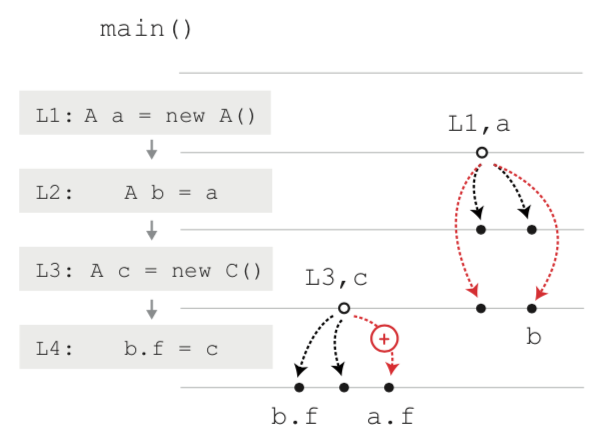 main()
L1: A a = new A()
L1,a
L2: A b = a
L3: A c = new C()
L3,c
b
L4: b.f = c
+
b.f a.f